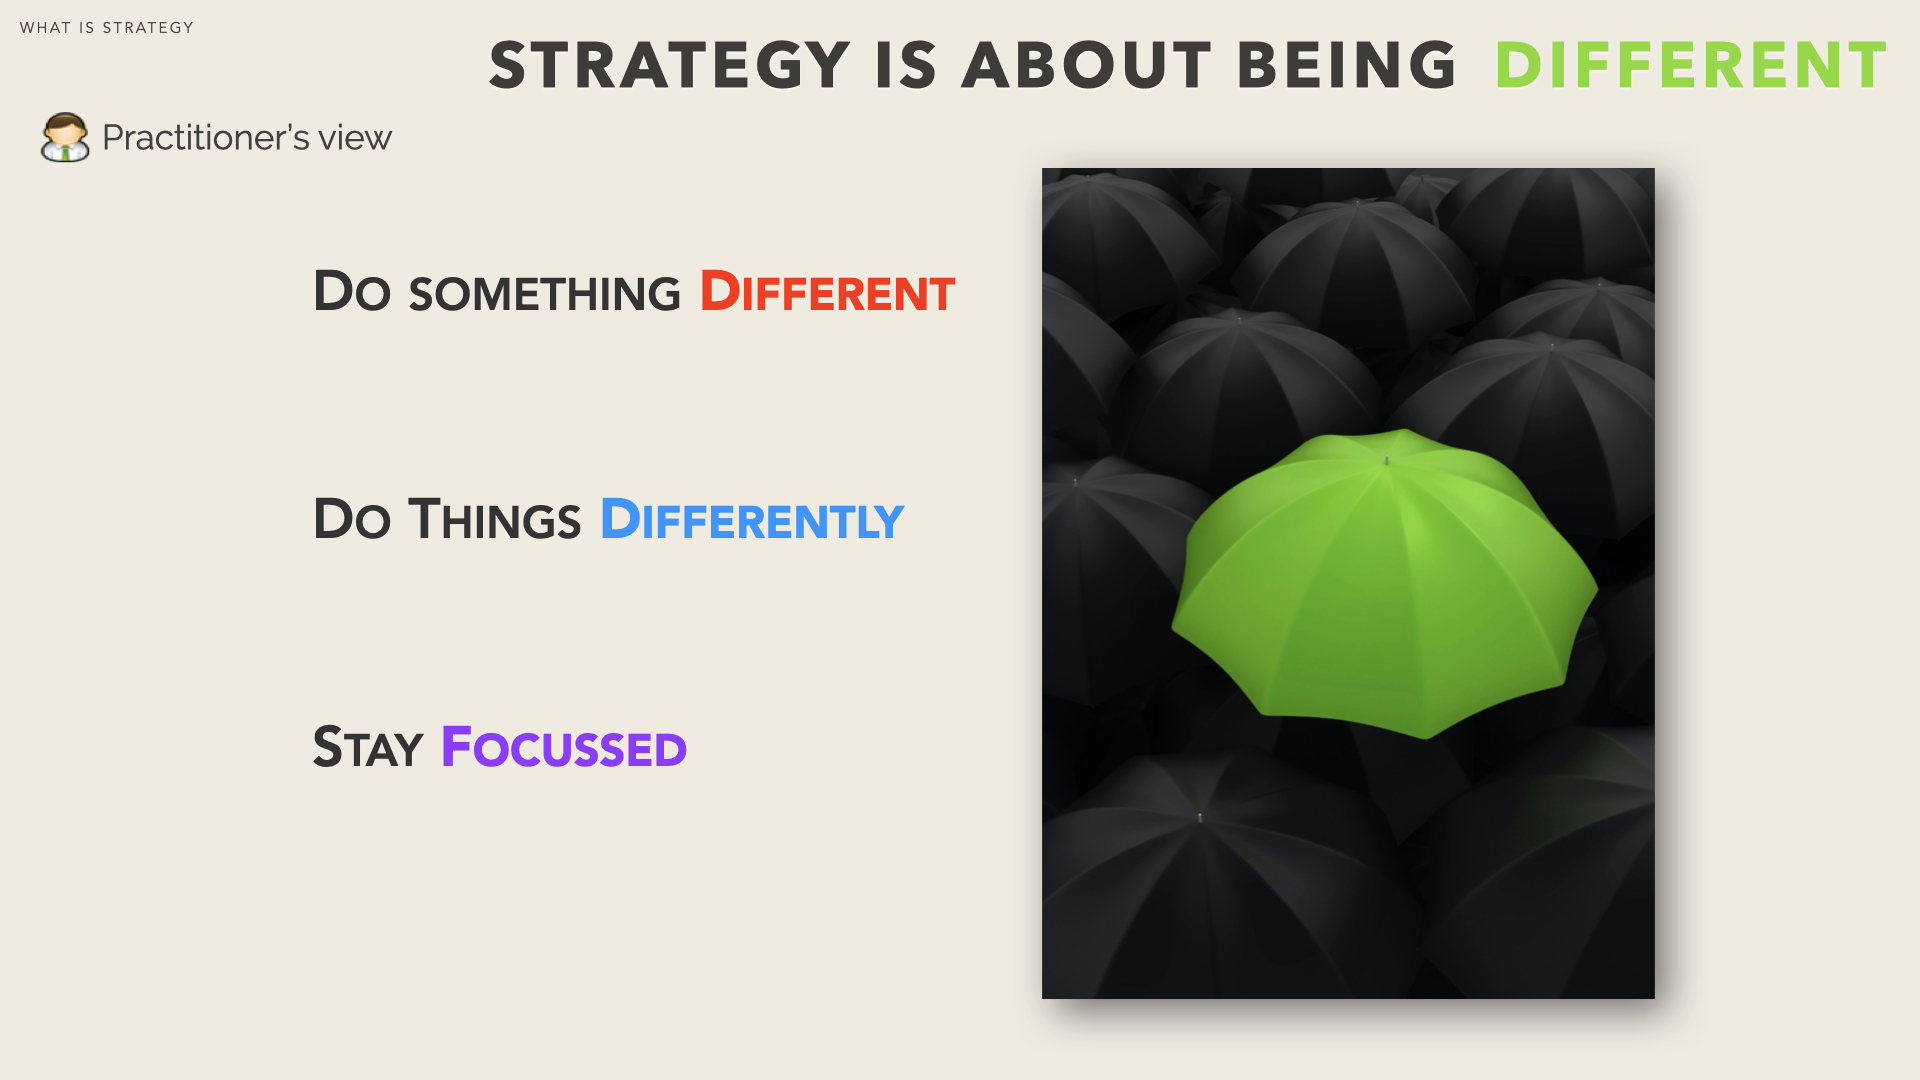 WHAT IS STRATEGY
STRATEGY IS ABOUT BEING DIFFERENT
Practitioner’s view
Do something Different
Do Things Differently
Stay Focussed